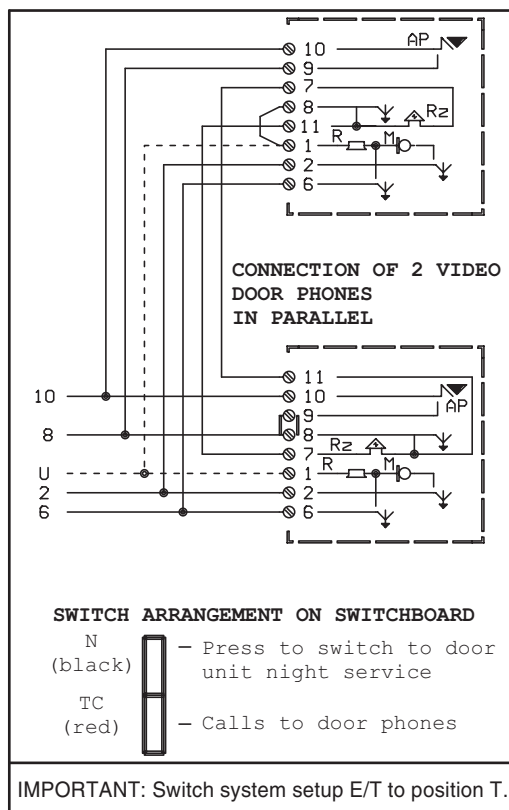 10 AP
9
7
8 Rz
11
1 R M
2
6
CONNECTION OF 2 VIDEO
DOOR PHONES
IN PARALLEL
11
10 10
9 AP
8 8
7 Rz
U 1 R M
2 2
6 6
SWITCH ARRANGEMENT ON SWITCHBOARD
N
(black)
– Press to switch to door
unit night service
TC
(red)
– Calls to door phones
IMPORTANT: Switch system setup E/T to position T.